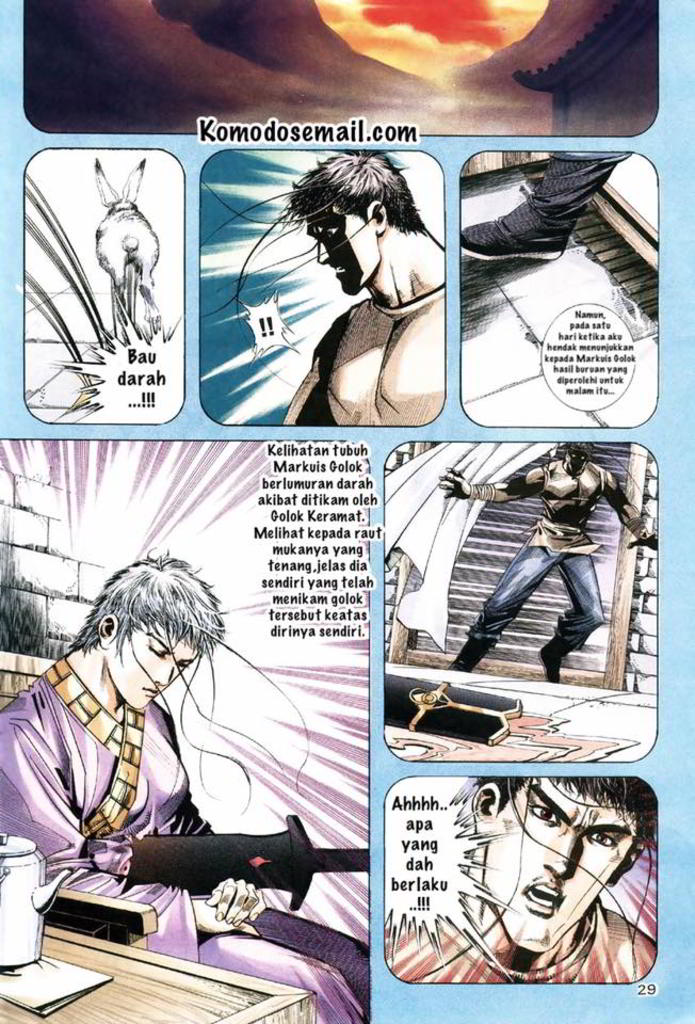 Komodosemail.com
Bau
darah
...!!!
!!
Namun,
pada satu
hari ketika aku
hendak menunjukkan
kepada Markuis Golok
hasil buruan yang
diperolehi untuk
malam itu...
Kelihatan tubuh
Markuis Golok
berlumuran darah
akibat ditikam oleh
Golok Keramat.
Melihat kepada raut
mukanya yang
tenang,jelas dia
sendiri yang telah
menikam golok
tersebut keatas
dirinya sendiri.
Ahhhh..
apa
yang
dah
berlaku
..!!!
29